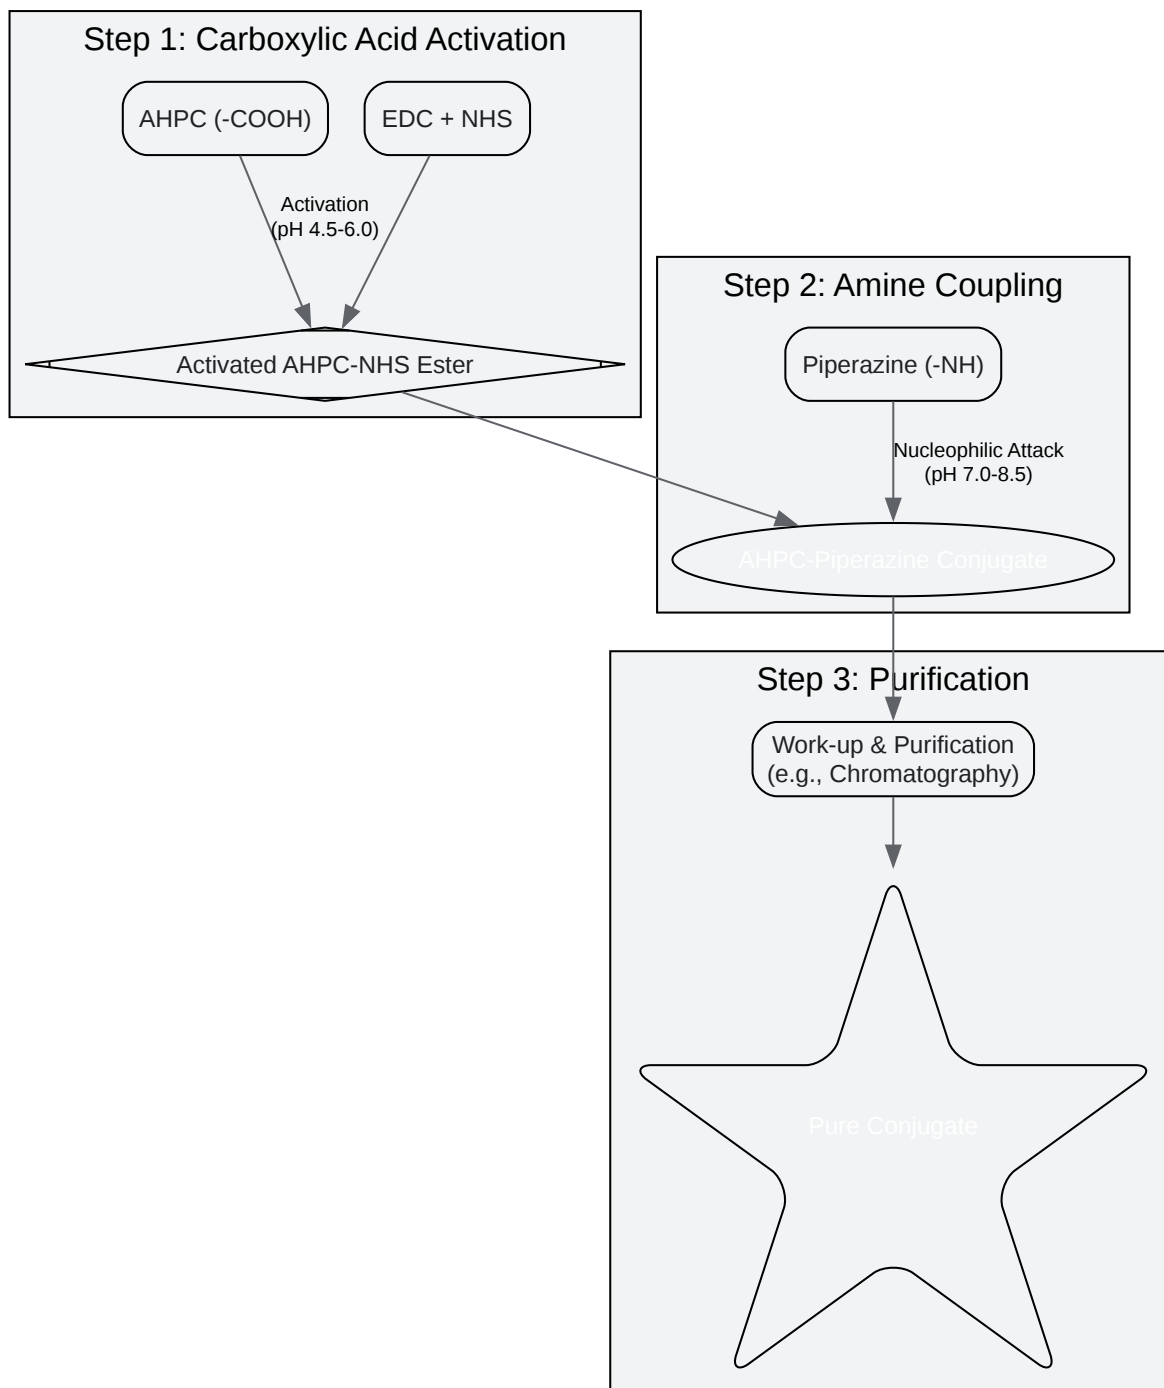 Step 1: Carboxylic Acid Activation
AHPC (-COOH)
EDC + NHS
Activation
(pH 4.5-6.0)
Activated AHPC-NHS Ester
Step 2: Amine Coupling
Piperazine (-NH)
Nucleophilic Attack
(pH 7.0-8.5)
AHPC-Piperazine Conjugate
Step 3: Purification
Work-up & Purification
(e.g., Chromatography)
Pure Conjugate